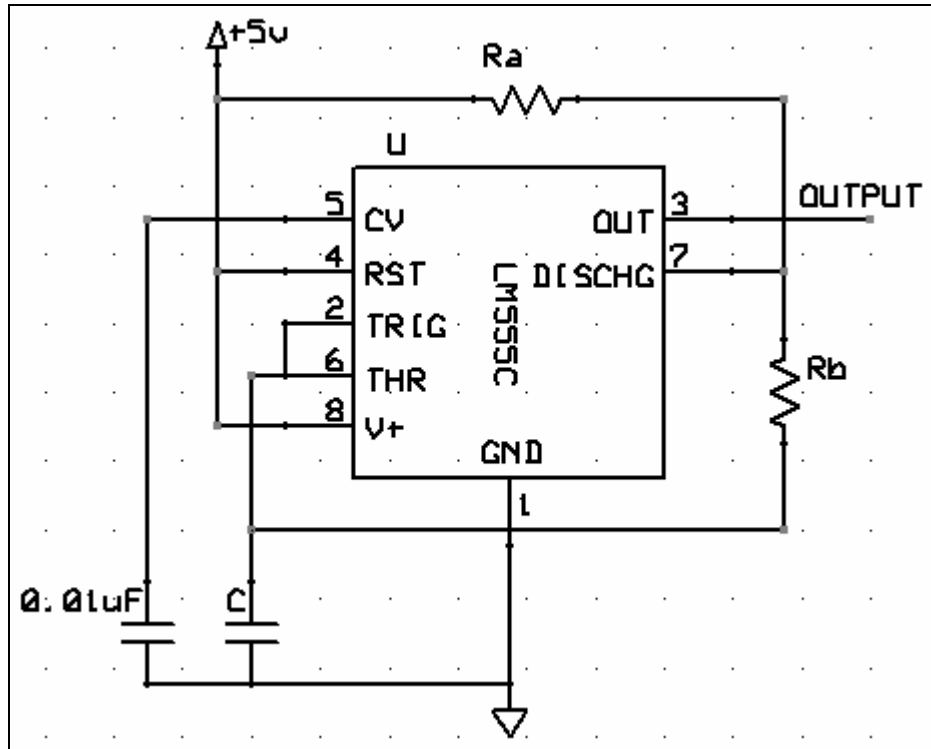 +5v
Ra
U
5
CV
OUT
3
OUTPUT
4
RST
DISCHG
7
2
TRIG
LM555C
6
THR
Rb
8
V+
GND
1
0.01uF
C